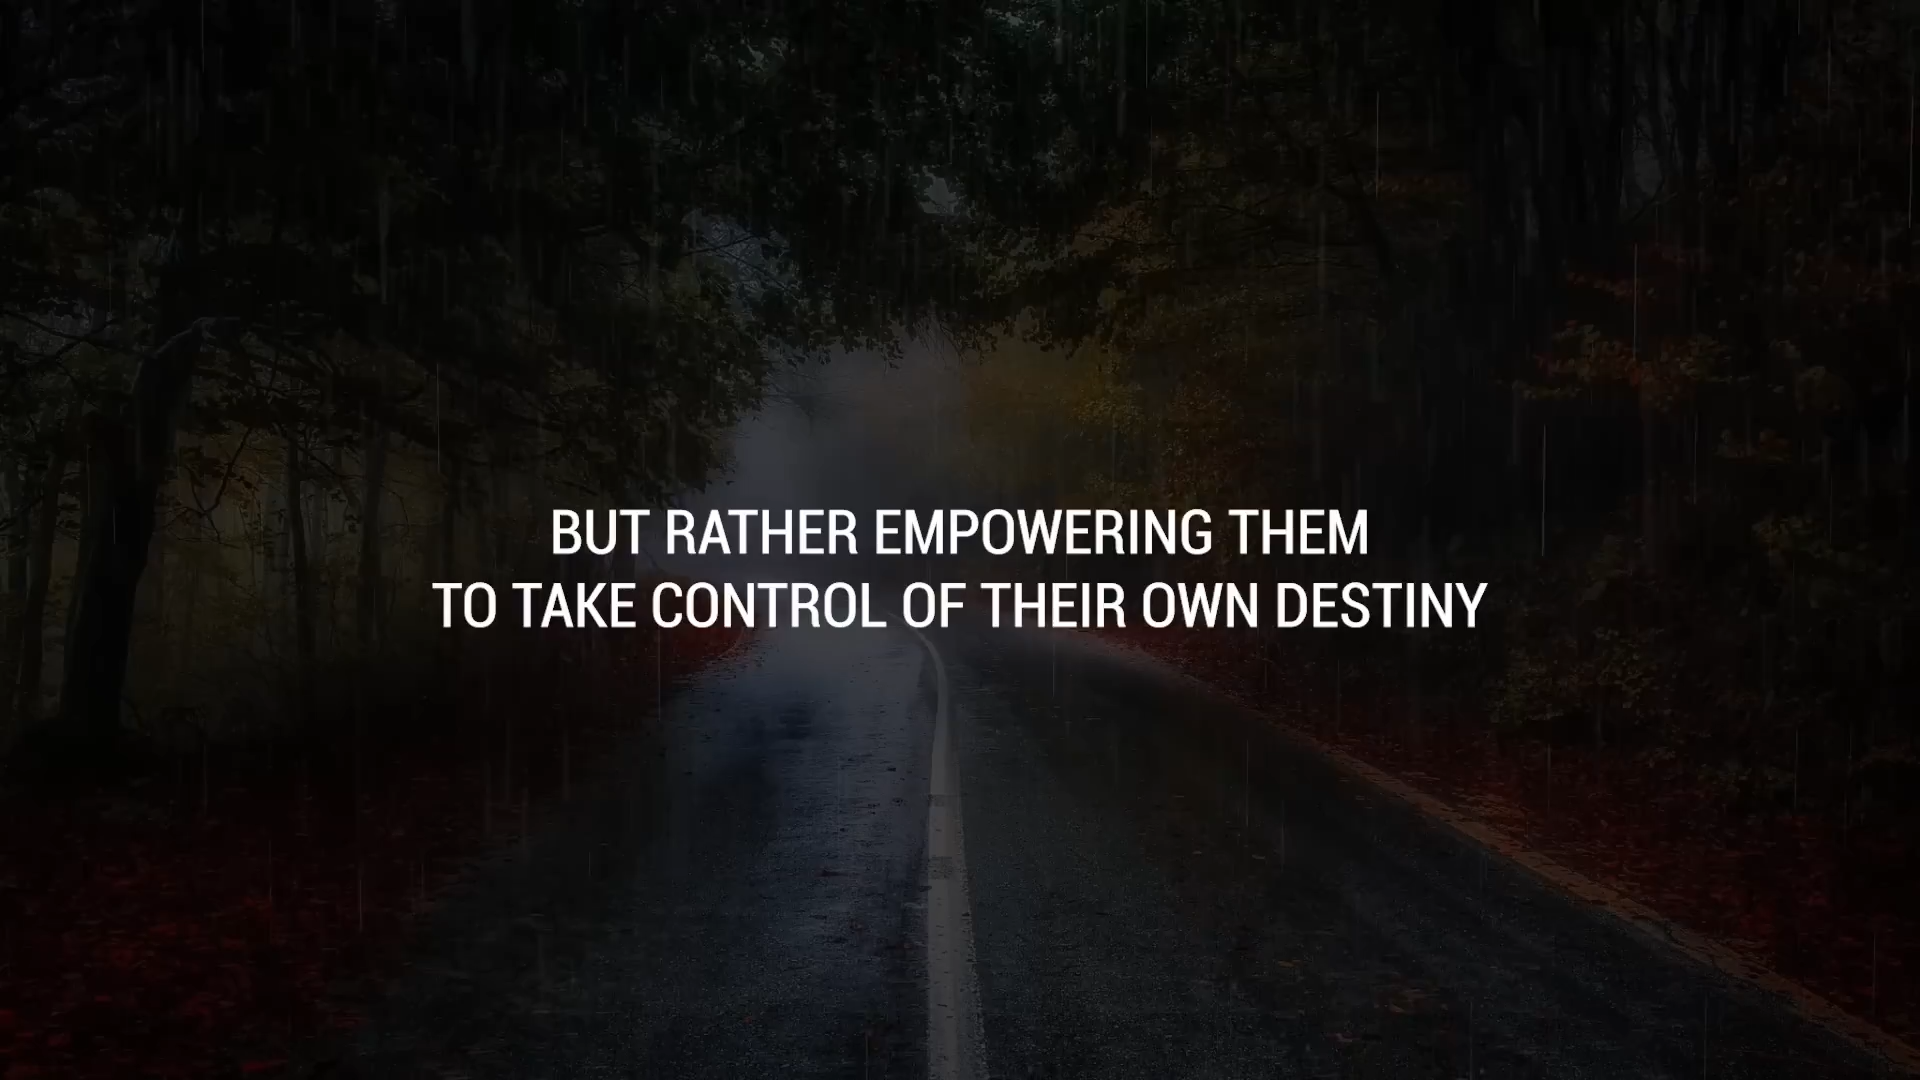 BUT RATHER EMPOWERING THEM
TO TAKE CONTROL OF THEIR OWN DESTINY